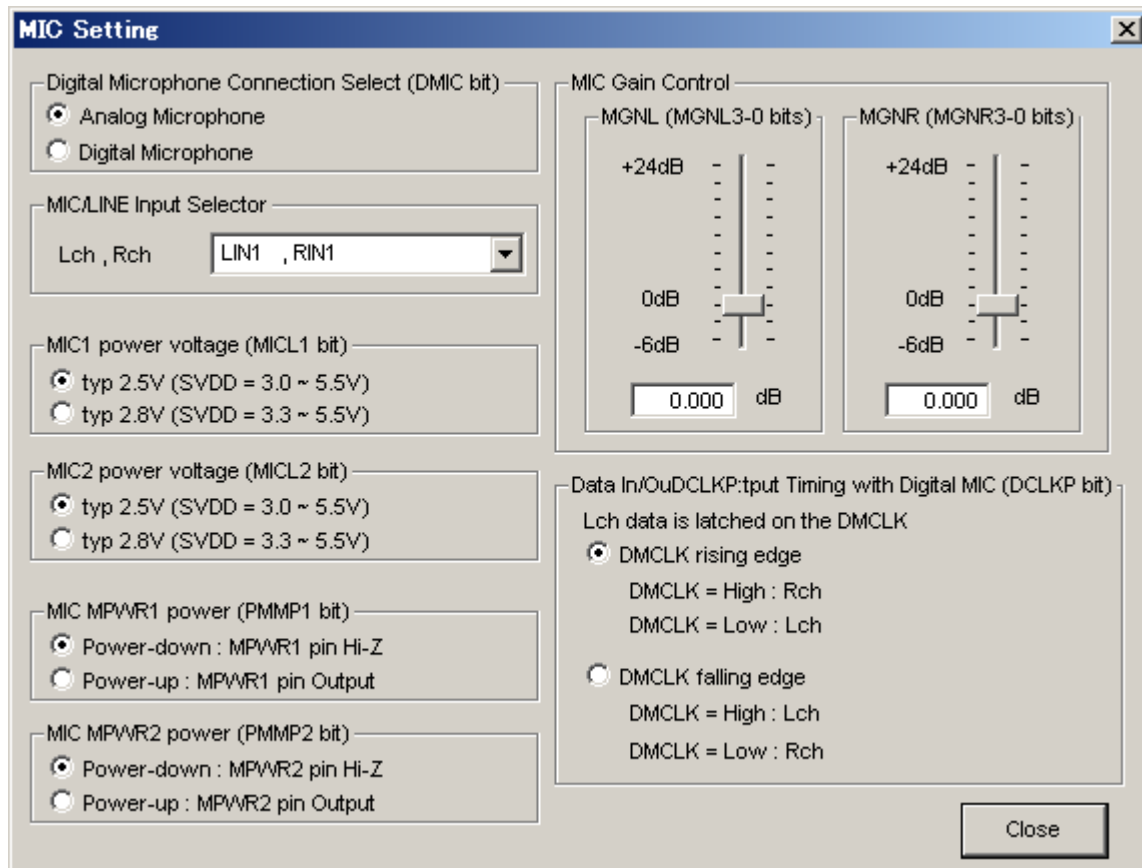 MIC Setting
Digital Microphone Connection Select (DMIC bit)
Analog Microphone
Digital Microphone
MIC/LINE Input Selector
Lch , Rch
LIN1 , RIN1
MIC1 power voltage (MICL1 bit)
typ 2.5V (SVDD = 3.0 ~ 5.5V)
typ 2.8V (SVDD = 3.3 ~ 5.5V)
MIC2 power voltage (MICL2 bit)
typ 2.5V (SVDD = 3.0 ~ 5.5V)
typ 2.8V (SVDD = 3.3 ~ 5.5V)
MIC MPWR1 power (PMMP1 bit)
Power-down : MPWR1 pin Hi-Z
Power-up : MPWR1 pin Output
MIC MPWR2 power (PMMP2 bit)
Power-down : MPWR2 pin Hi-Z
Power-up : MPWR2 pin Output
MIC Gain Control
MGNL (MGNL3-0 bits)
+24dB
0dB
-6dB
0.000 dB
MGNR (MGNR3-0 bits)
+24dB
0dB
-6dB
0.000 dB
Data In/OuDCLKP:tput Timing with Digital MIC (DCLKP bit)
Lch data is latched on the DMCLK
DMCLK rising edge
DMCLK = High : Rch
DMCLK = Low : Lch
DMCLK falling edge
DMCLK = High : Lch
DMCLK = Low : Rch
Close